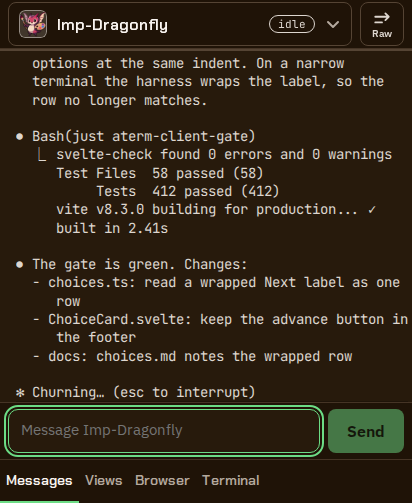 Imp-Dragonfly
idle
Raw
options at the same indent. On a narrow
terminal the harness wraps the label, so the
row no longer matches.
● Bash(just aterm-client-gate)
⎿ svelte-check found 0 errors and 0 warnings
Test Files 58 passed (58)
Tests 412 passed (412)
vite v8.3.0 building for production... ✓
built in 2.41s
● The gate is green. Changes:
- choices.ts: read a wrapped Next label as one
row
- ChoiceCard.svelte: keep the advance button in
the footer
- docs: choices.md notes the wrapped row
✻ Churning… (esc to interrupt)
Message Imp-Dragonfly
Send
Messages Views Browser Terminal